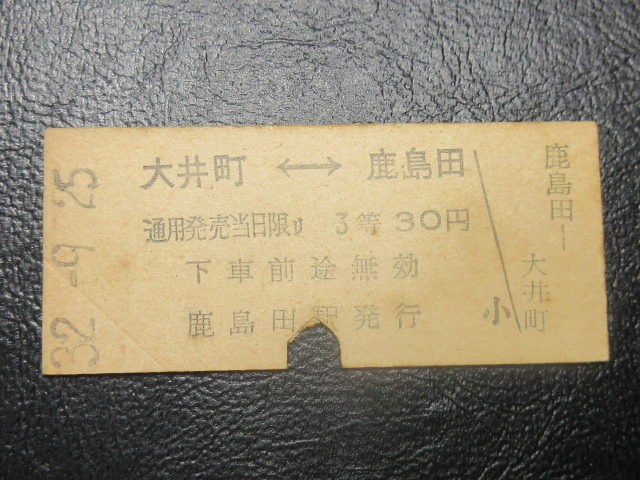 32.-9.25
大井町 ⟷ 鹿島田
通用発売当日限り 3等 30円
下車前途無効
鹿島田駅発行
小
鹿島田―
大井町